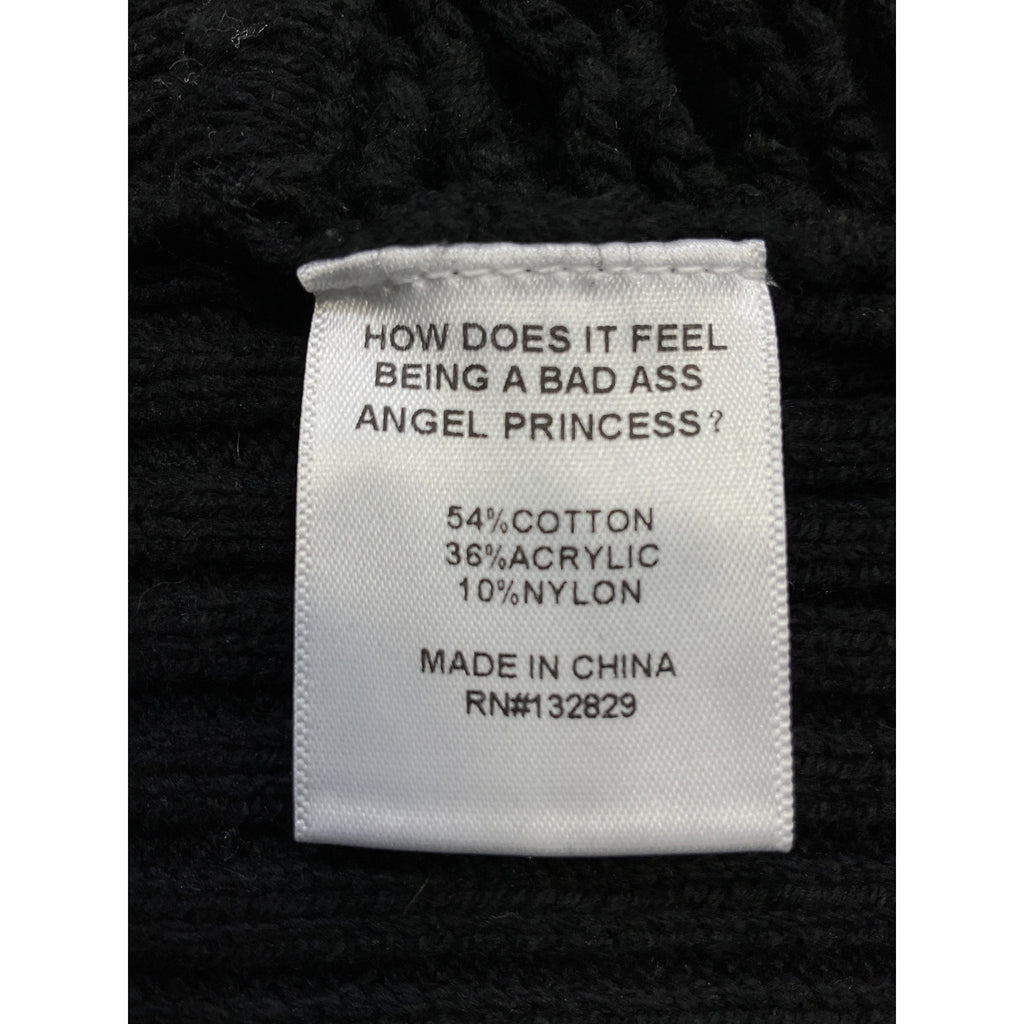 HOW DOES IT FEEL
BEING A BAD ASS
ANGEL PRINCESS?
54%COTTON
36%ACRYLIC
10%NYLON
MADE IN CHINA
RN#132829